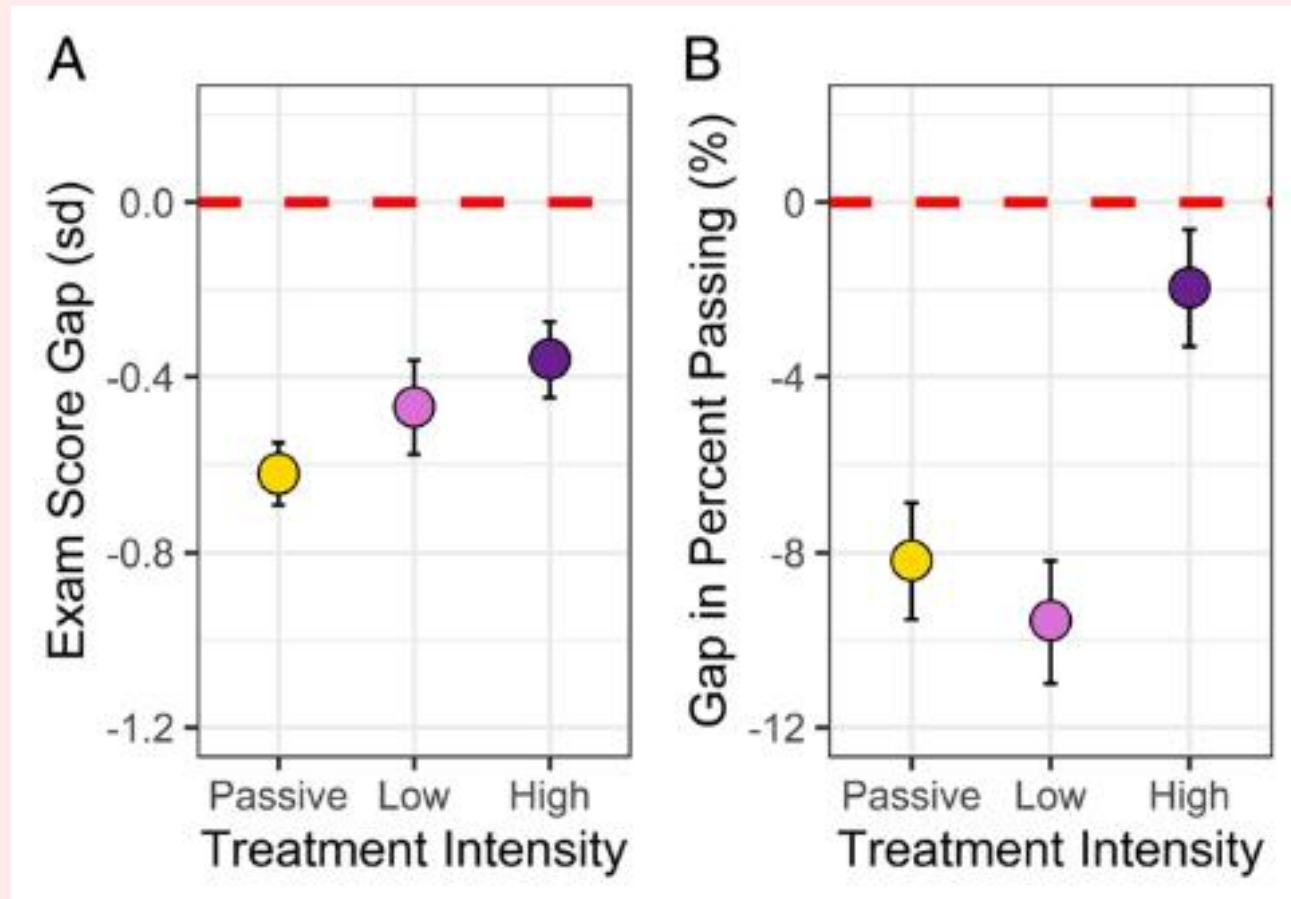 A
Exam Score Gap (sd)
0.0
-0.4
-0.8
-1.2
Passive Low High
Treatment Intensity
B
Gap in Percent Passing (%)
0
-4
-8
-12
Passive Low High
Treatment Intensity